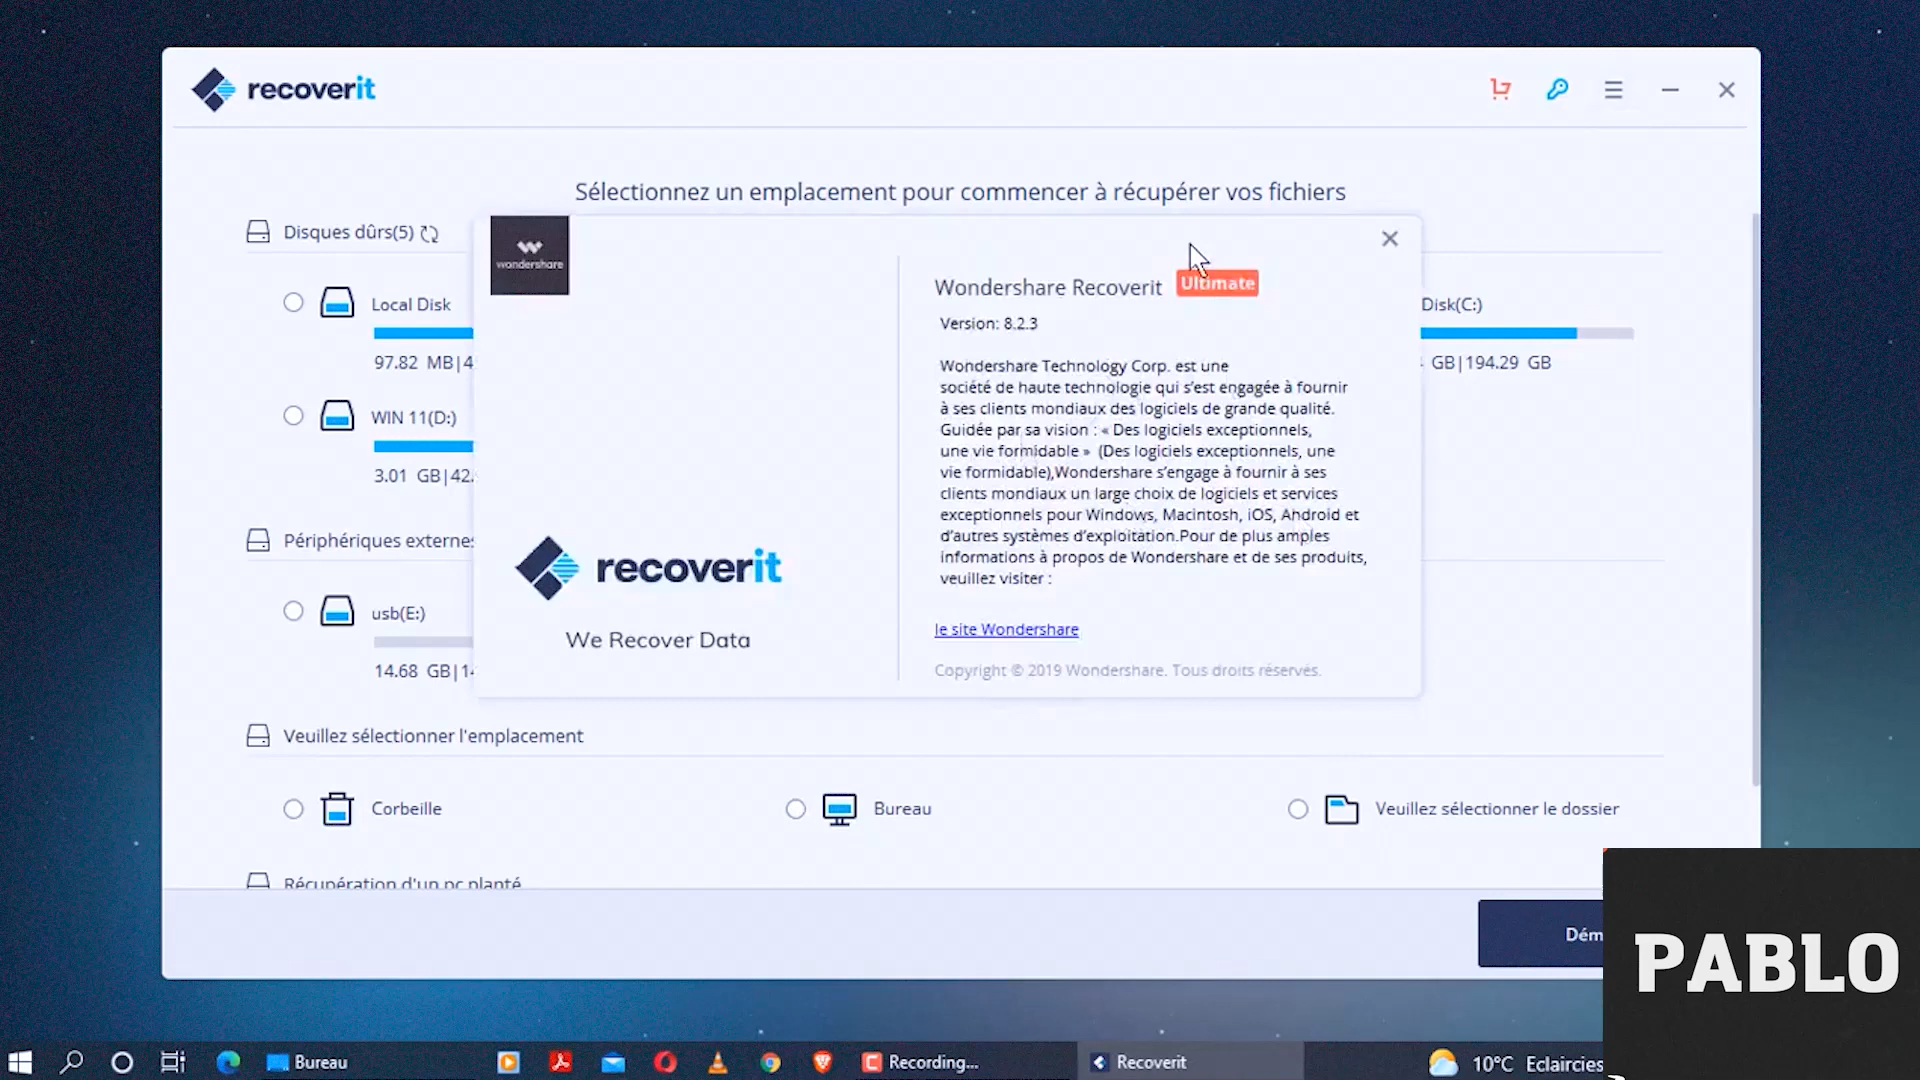 recoverit
Sélectionnez un emplacement pour commencer à récupérer vos fichiers
Disques dûrs(5)
wondershare
Local Disk
97.82 MB|4
Disk(C:)
GB|194.29 GB
WIN 11(D:)
3.01 GB|42.
Wondershare Recoverit Ultimate
Version: 8.2.3
Wondershare Technology Corp. est une
société de haute technologie qui s'est engagée à fournir
à ses clients mondiaux des logiciels de grande qualité.
Guidée par sa vision : « Des logiciels exceptionnels,
une vie formidable » (Des logiciels exceptionnels, une
vie formidable),Wondershare s'engage à fournir à ses
clients mondiaux un large choix de logiciels et services
exceptionnels pour Windows, Macintosh, iOS, Android et
d'autres systèmes d'exploitation.Pour de plus amples
informations à propos de Wondershare et de ses produits,
veuillez visiter :
le site Wondershare
Copyright © 2019 Wondershare. Tous droits réservés.
recoverit
We Recover Data
Périphériques externes
usb(E:)
14.68 GB|14
Veuillez sélectionner l'emplacement
Corbeille
Bureau
Veuillez sélectionner le dossier
Récupération d'un pc planté
Dém
PABLO
Bureau
Recording...
Recoverit
10°C Eclaircies